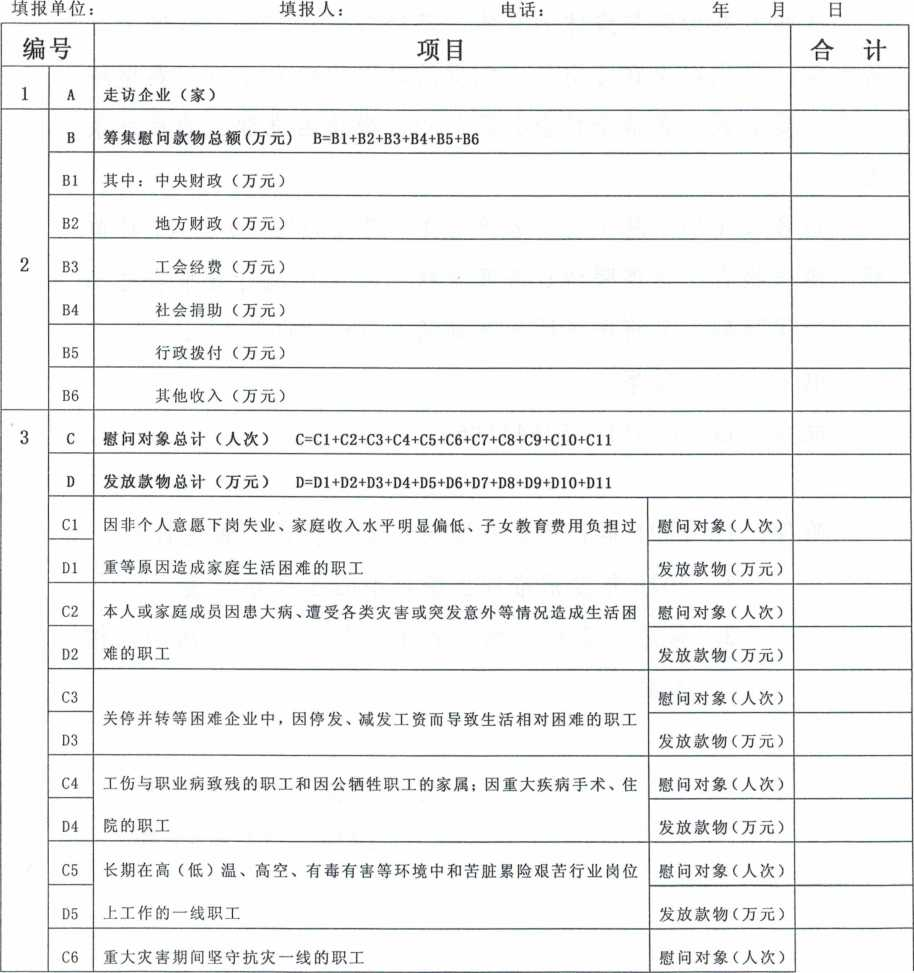 填报单位： 填报人： 电话： 年 月 日
编号 项目 合 计
1 A 走访企业（家）
B 筹集慰问款物总额(万元) B=B1+B2+B3+B4+B5+B6
B1 其中：中央财政（万元）
B2 地方财政（万元）
2 B3 工会经费（万元）
B4 社会捐助（万元）
B5 行政拨付（万元）
B6 其他收入（万元）
3 C 慰问对象总计（人次） C=C1+C2+C3+C4+C5+C6+C7+C8+C9+C10+C11
D 发放款物总计（万元） D=D1+D2+D3+D4+D5+D6+D7+D8+D9+D10+D11
C1 因非个人意愿下岗失业、家庭收入水平明显偏低、子女教育费用负担过 慰问对象(人次)
D1 重等原因造成家庭生活困难的职工 发放款物(万元)
C2 本人或家庭成员因患大病、遭受各类灾害或突发意外等情况造成生活困 慰问对象(人次)
D2 难的职工 发放款物(万元)
C3 慰问对象(人次)
关停并转等困难企业中，因停发、减发工资而导致生活相对困难的职工
D3 发放款物(万元)
C4 工伤与职业病致残的职工和因公牺牲职工的家属；因重大疾病手术、住 慰问对象(人次)
D4 院的职工 发放款物(万元)
C5 长期在高（低）温、高空、有毒有害等环境中和苦脏累险艰苦行业岗位 慰问对象(人次)
D5 上工作的一线职工 发放款物(万元)
C6 重大灾害期间坚守抗灾一线的职工 慰问对象(人次)